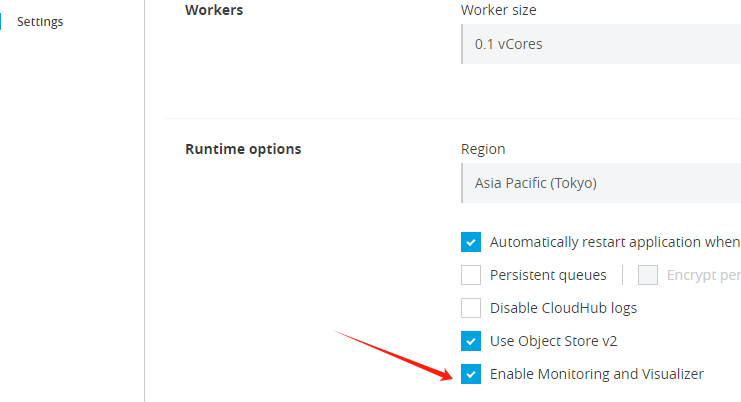 Settings
Workers
Worker size
0.1 vCores
Runtime options
Region
Asia Pacific (Tokyo)
Automatically restart application when
Persistent queues
Encrypt per
Disable CloudHub logs
Use Object Store v2
Enable Monitoring and Visualizer